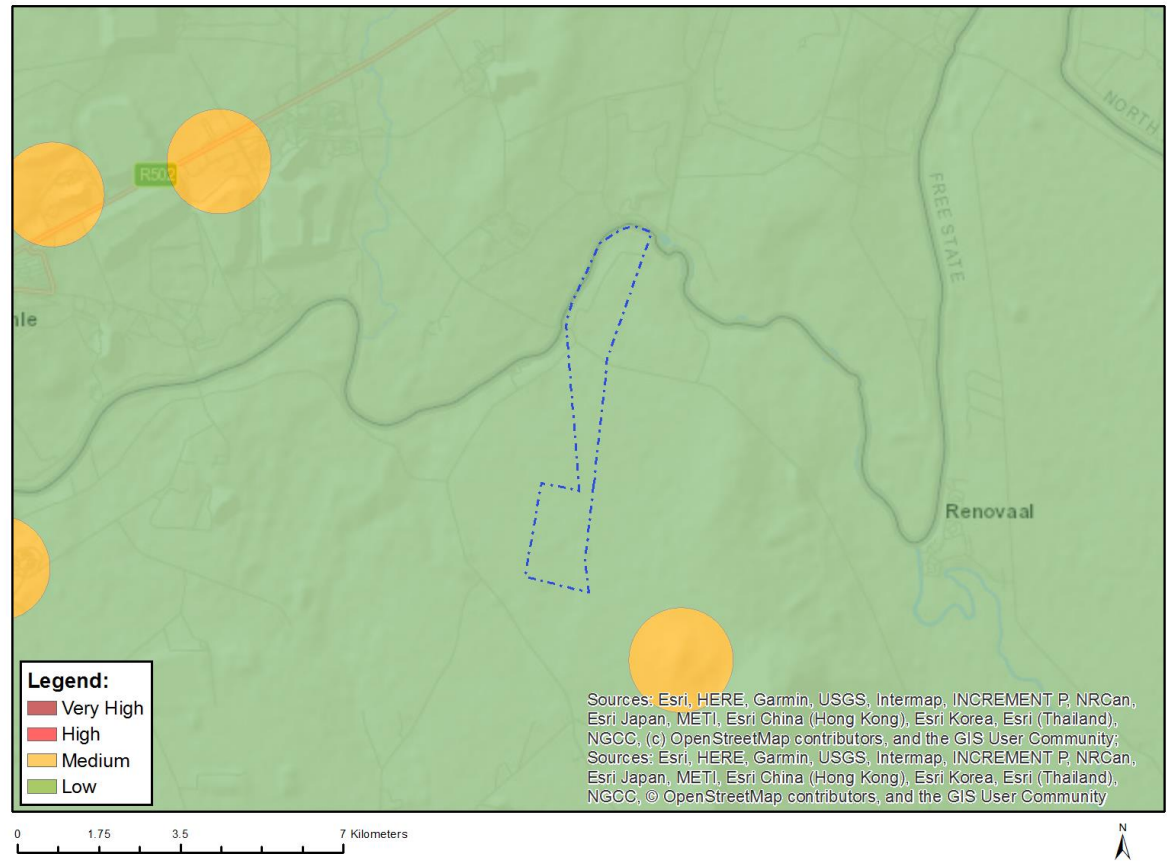 NORTH
R502
FREE STATE
hle
Renovaal
Legend:
Very High
High
Medium
Low
Sources: Esri, HERE, Garmin, USGS, Intermap, INCREMENT P, NRCan,
Esri Japan, METI, Esri China (Hong Kong), Esri Korea, Esri (Thailand),
NGCC, (c) OpenStreetMap contributors, and the GIS User Community;
Sources: Esri, HERE, Garmin, USGS, Intermap, INCREMENT P, NRCan,
Esri Japan, METI, Esri China (Hong Kong), Esri Korea, Esri (Thailand),
NGCC, © OpenStreetMap contributors, and the GIS User Community
0 1.75 3.5 7 Kilometers
N